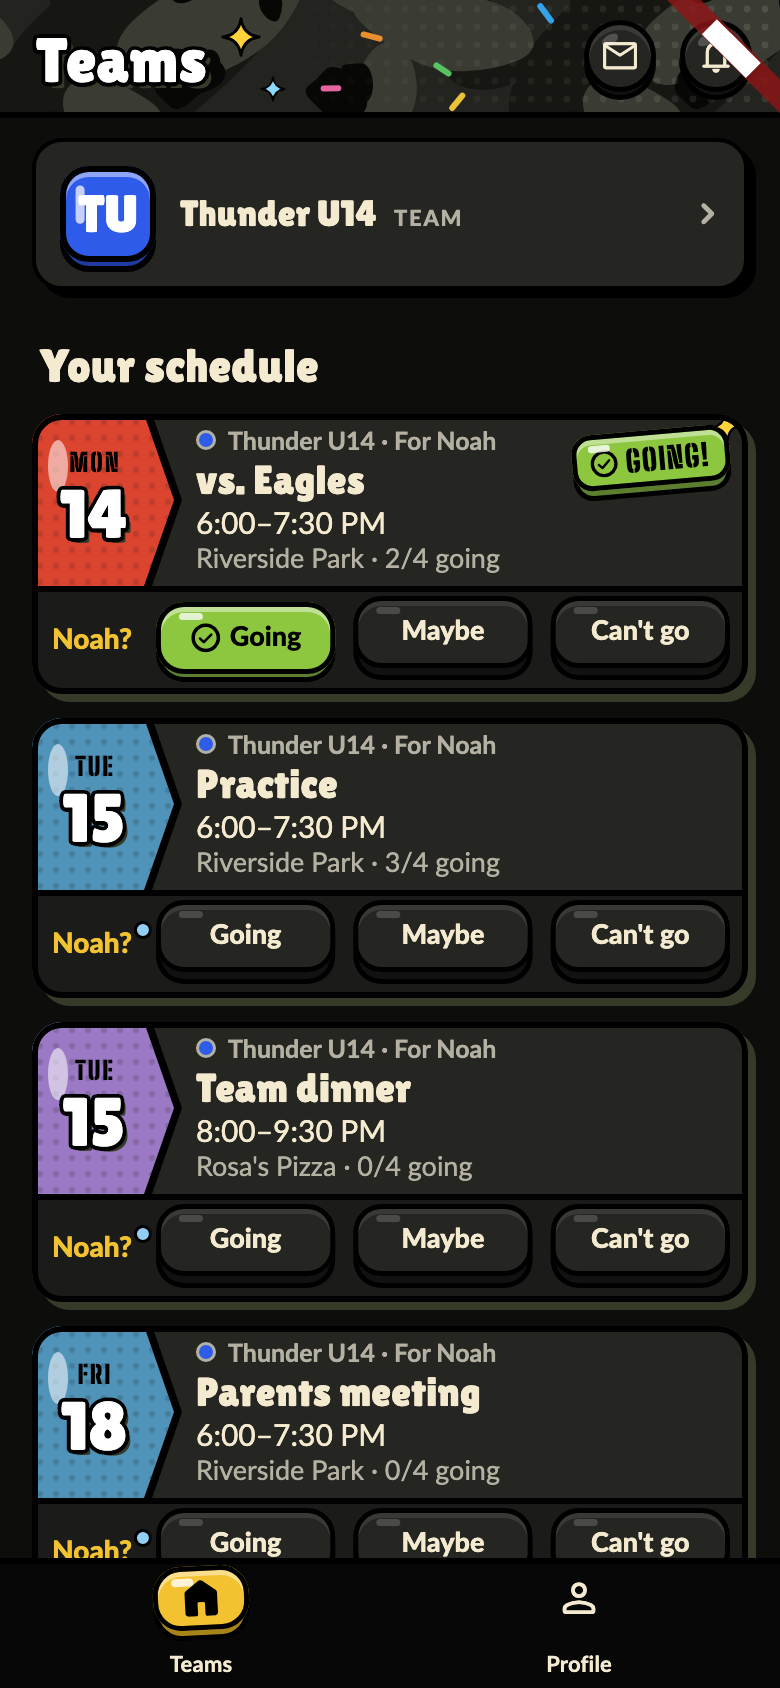 Teams
TU
Thunder U14 TEAM
Your schedule
MON
14
Thunder U14 · For Noah
vs. Eagles
6:00–7:30 PM
Riverside Park · 2/4 going
GOING!
Noah?
Going
Maybe
Can't go
TUE
15
Thunder U14 · For Noah
Practice
6:00–7:30 PM
Riverside Park · 3/4 going
Noah?
Going
Maybe
Can't go
TUE
15
Thunder U14 · For Noah
Team dinner
8:00–9:30 PM
Rosa's Pizza · 0/4 going
Noah?
Going
Maybe
Can't go
FRI
18
Thunder U14 · For Noah
Parents meeting
6:00–7:30 PM
Riverside Park · 0/4 going
Noah?
Going
Maybe
Can't go
Teams
Profile